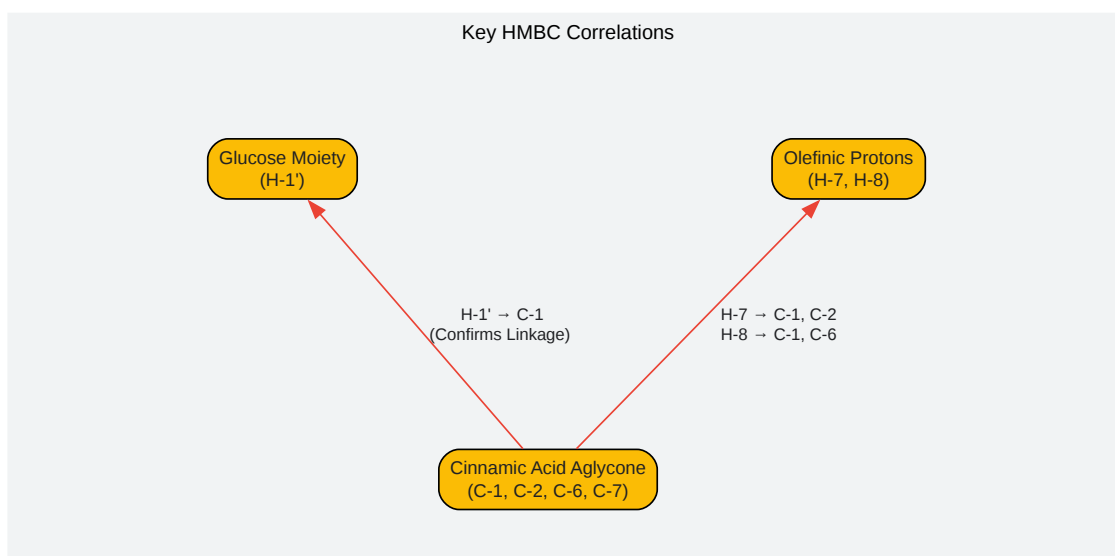 Key HMBC Correlations
Glucose Moiety
(H-1')
Olefinic Protons
(H-7, H-8)
H-1' → C-1
(Confirms Linkage)
H-7 → C-1, C-2
H-8 → C-1, C-6
Cinnamic Acid Aglycone
(C-1, C-2, C-6, C-7)